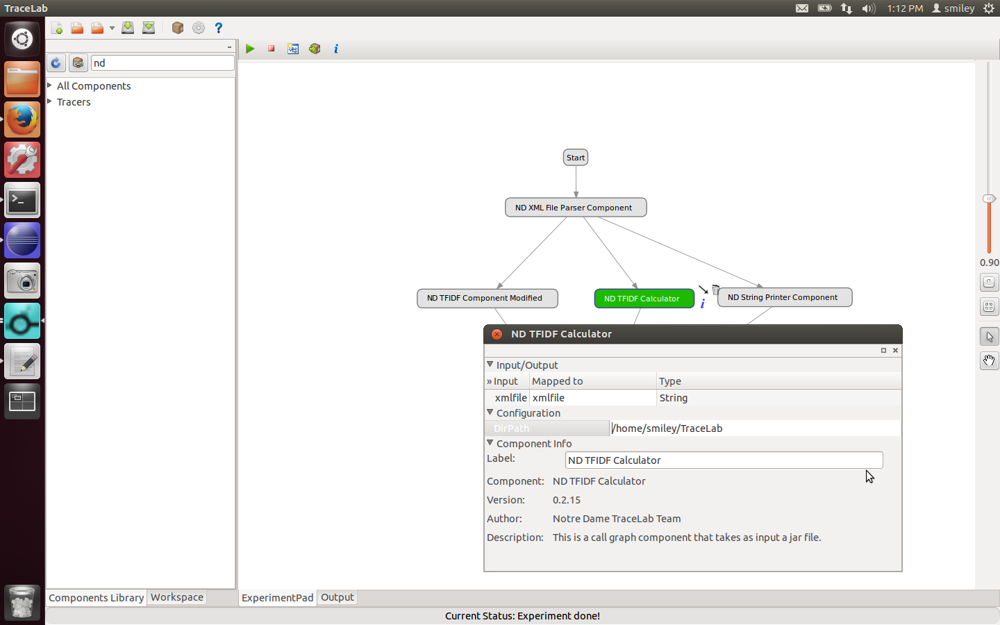 TraceLab
1:12 PM smiley
nd
All Components
Tracers
Start
ND XML File Parser Component
ND TFIDF Component Modified
ND TFIDF Calculator
ND String Printer Component
0.90
ND TFIDF Calculator
Input/Output
» Input Mapped to Type
xmlfile xmlfile String
Configuration
DirPath /home/smiley/TraceLab
Component Info
Label: ND TFIDF Calculator
Component: ND TFIDF Calculator
Version: 0.2.15
Author: Notre Dame TraceLab Team
Description: This is a call graph component that takes as input a jar file.
Components Library Workspace ExperimentPad Output
Current Status: Experiment done!